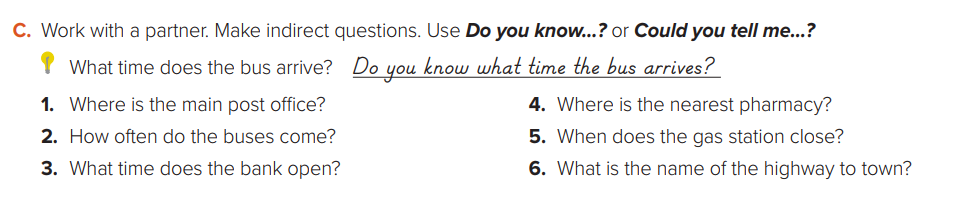 C. Work with a partner. Make indirect questions. Use Do you know...? or Could you tell me...?
What time does the bus arrive? Do you know what time the bus arrives?
1. Where is the main post office?
2. How often do the buses come?
3. What time does the bank open?
4. Where is the nearest pharmacy?
5. When does the gas station close?
6. What is the name of the highway to town?